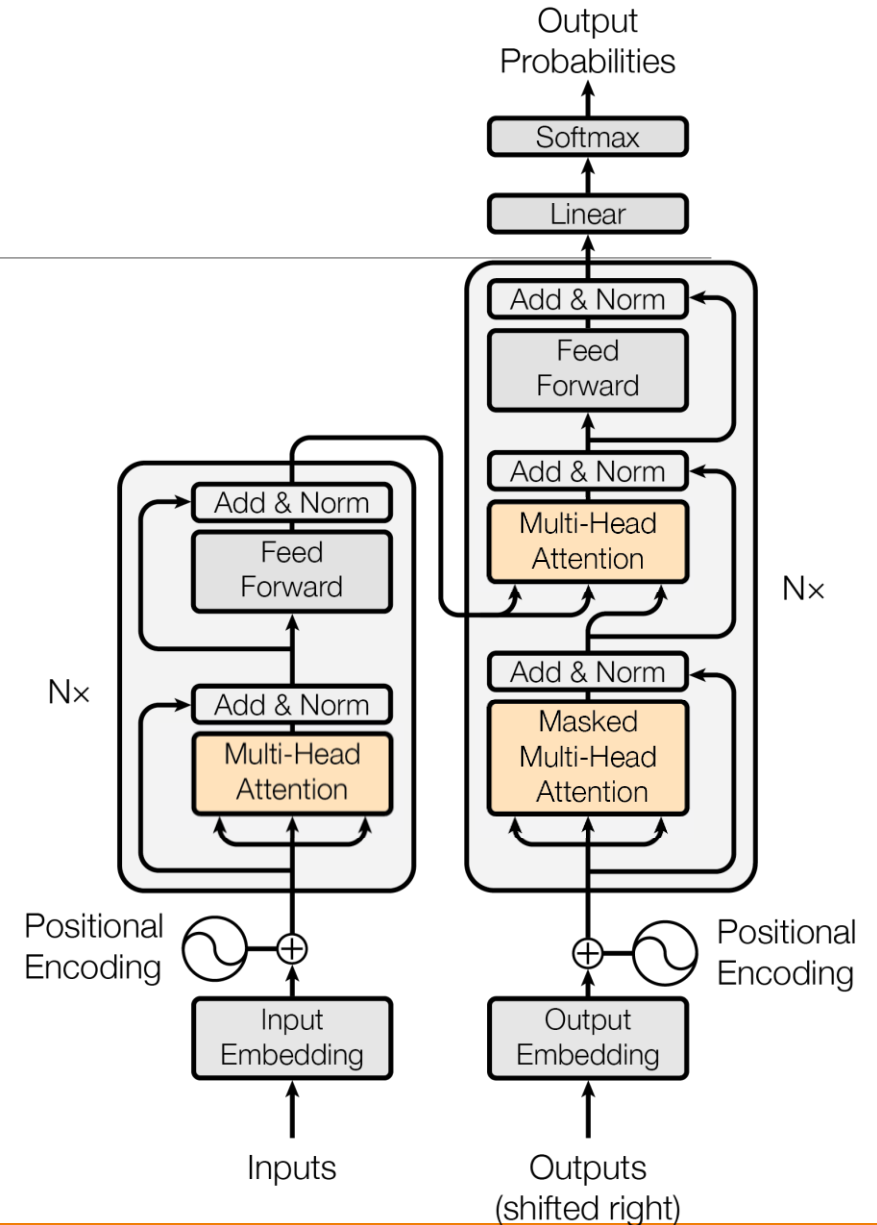 Output
Probabilities
Softmax
Linear
Add & Norm
Feed
Forward
Add & Norm
Multi-Head
Attention
Add & Norm
Masked
Multi-Head
Attention
N×
Add & Norm
Feed
Forward
Add & Norm
Multi-Head
Attention
N×
Positional
Encoding
Positional
Encoding
Input
Embedding
Output
Embedding
Inputs
Outputs
(shifted right)